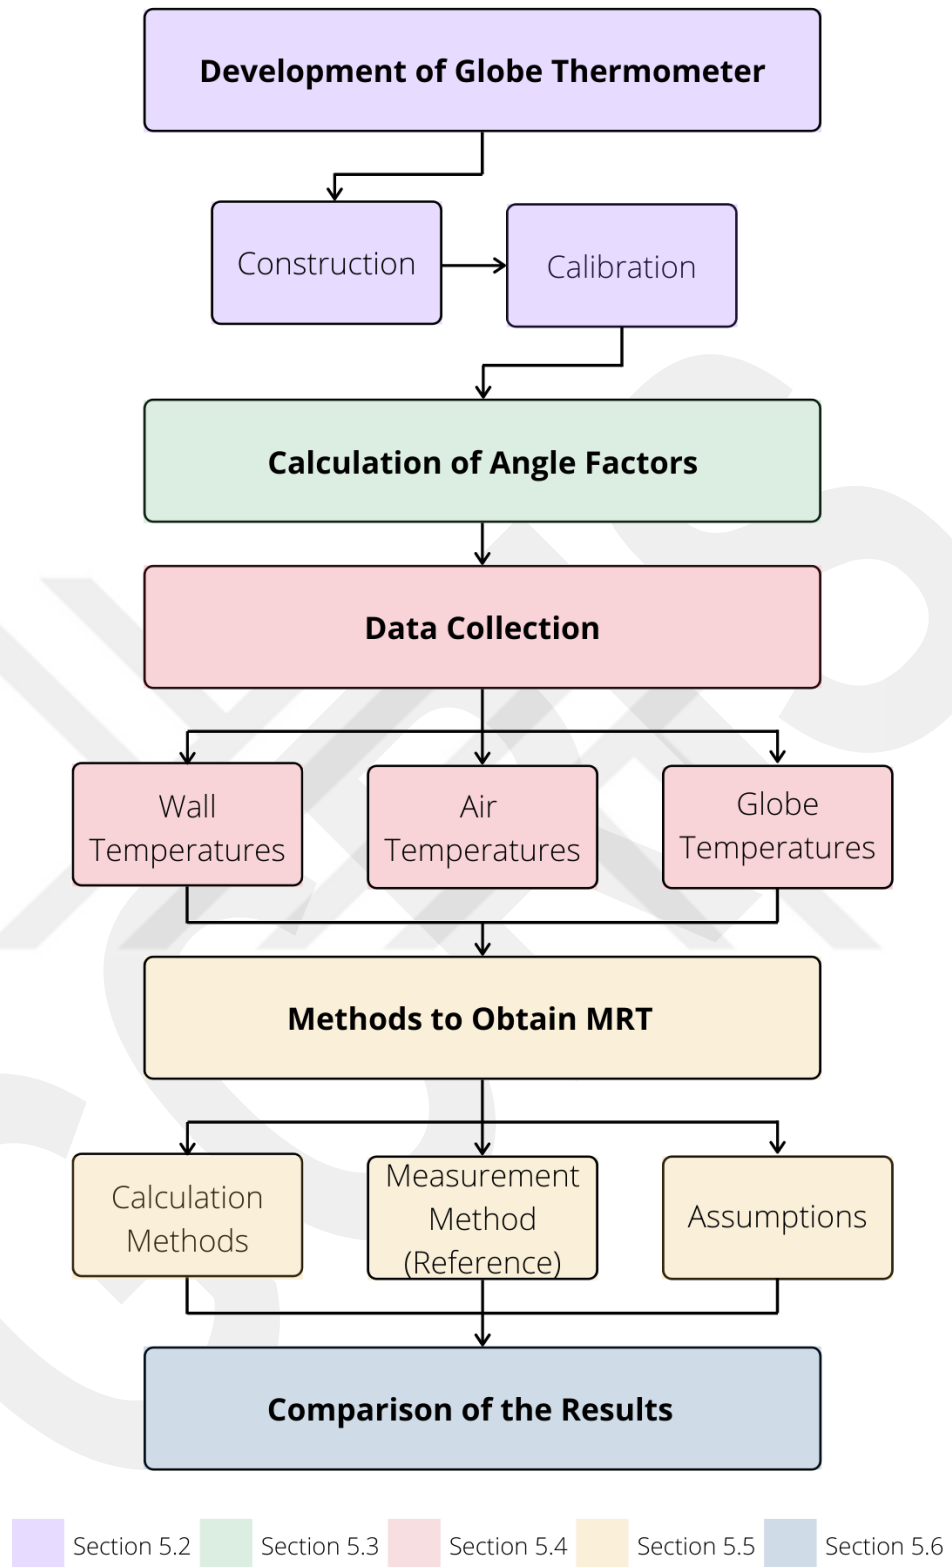 Development of Globe Thermometer
Construction
Calibration
Calculation of Angle Factors
Data Collection
Wall
Temperatures
Air
Temperatures
Globe
Temperatures
Methods to Obtain MRT
Calculation
Methods
Measurement
Method
(Reference)
Assumptions
Comparison of the Results
Section 5.2
Section 5.3
Section 5.4
Section 5.5
Section 5.6